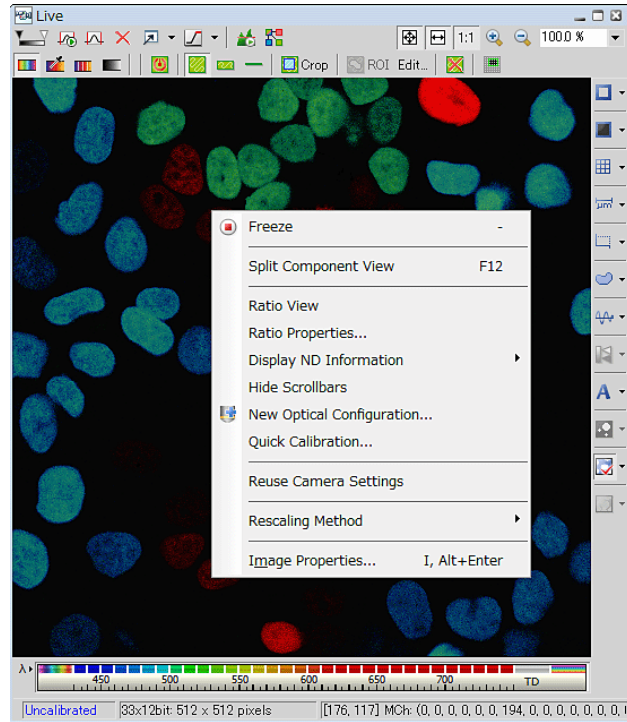 Live
1:1
100.0 %
Crop
ROI
Edit...
µm
A
Freeze -
Split Component View F12
Ratio View
Ratio Properties...
Display ND Information
Hide Scrollbars
New Optical Configuration...
Quick Calibration...
Reuse Camera Settings
Rescaling Method
Image Properties... I, Alt+Enter
λ
450 500 550 600 650 700 TD
Uncalibrated 33x12bit: 512 x 512 pixels [176, 117] MCh: (0, 0, 0, 0, 0, 0, 194, 0, 0, 0, 0, 0, 0, 0,